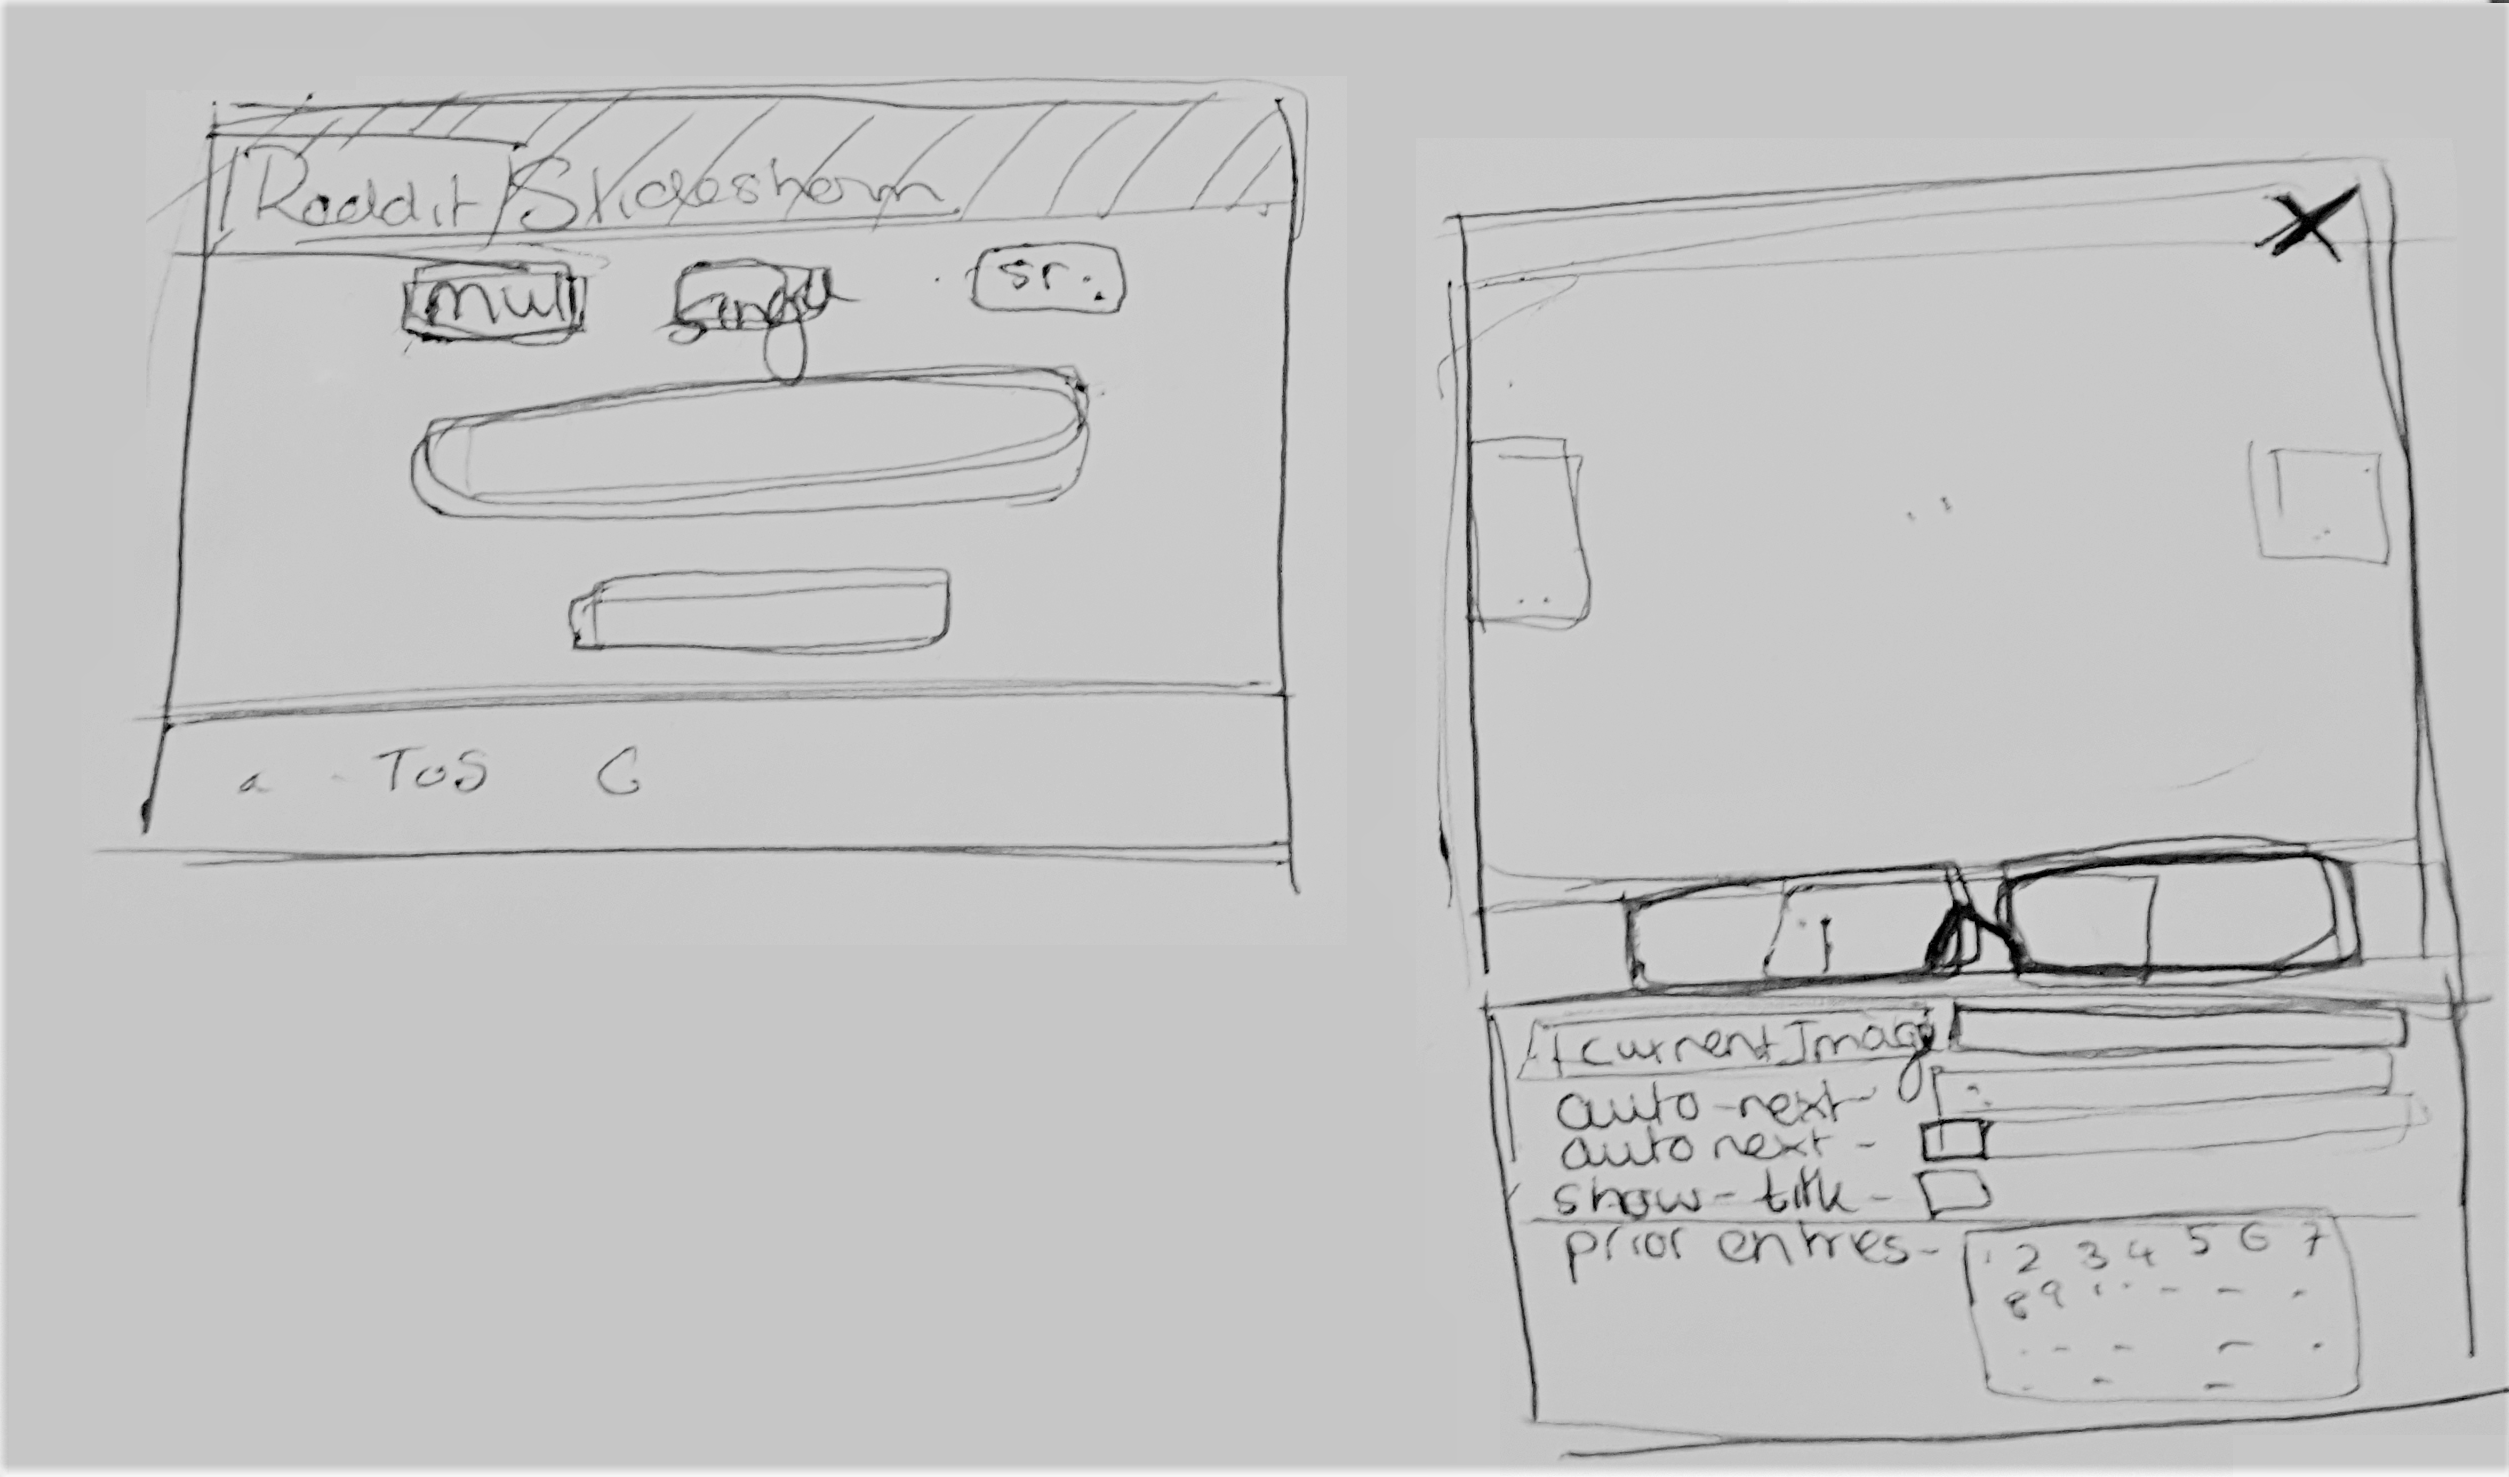 Reddit Slideshow
mul single sr.
a - ToS C
X
current Image
auto-next-
auto next -
show - title -
prior entries- 1 2 3 4 5 6 7
8 9